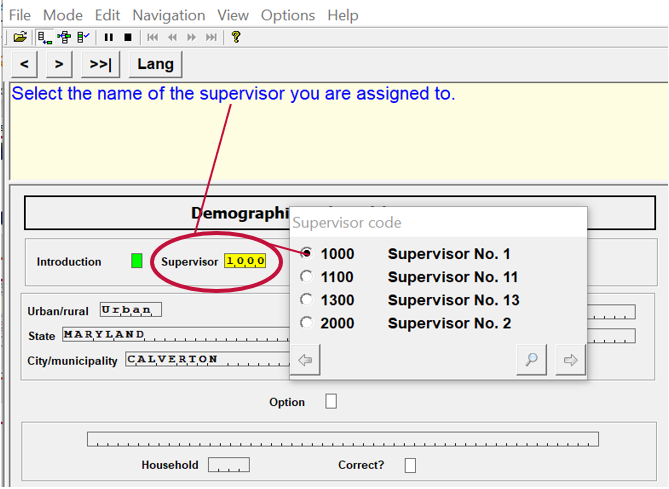 File Mode Edit Navigation View Options Help
< > >>| Lang
Select the name of the supervisor you are assigned to.
Demographi
Supervisor code
Introduction Supervisor 1000
1000 Supervisor No. 1
1100 Supervisor No. 11
1300 Supervisor No. 13
2000 Supervisor No. 2
Urban/rural Urban
State MARYLAND
City/municipality CALVERTON
Option
Household Correct?